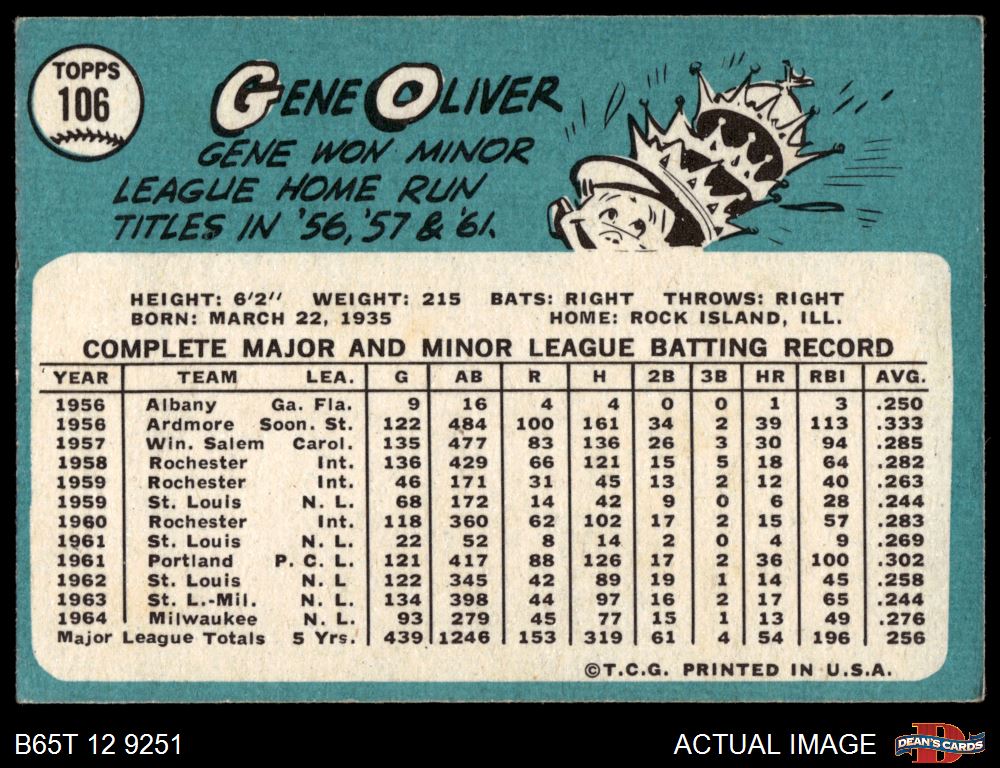 TOPPS
106
GENE OLIVER
GENE WON MINOR
LEAGUE HOME RUN
TITLES IN '56, '57 & '61.
HEIGHT: 6'2" WEIGHT: 215 BATS: RIGHT THROWS: RIGHT
BORN: MARCH 22, 1935 HOME: ROCK ISLAND, ILL.
COMPLETE MAJOR AND MINOR LEAGUE BATTING RECORD
YEAR TEAM LEA. G AB R H 2B 3B HR RBI AVG.
1956 Albany Ga. Fla. 9 16 4 4 0 0 1 3 .250
1956 Ardmore Soon. St. 122 484 100 161 34 2 39 113 .333
1957 Win. Salem Carol. 135 477 83 136 26 3 30 94 .285
1958 Rochester Int. 136 429 66 121 15 5 18 64 .282
1959 Rochester Int. 46 171 31 45 13 2 12 40 .263
1959 St. Louis N. L. 68 172 14 42 9 0 6 28 .244
1960 Rochester Int. 118 360 62 102 17 2 15 57 .283
1961 St. Louis N. L. 22 52 8 14 2 0 4 9 .269
1961 Portland P. C. L. 121 417 88 126 17 2 36 100 .302
1962 St. Louis N. L 122 345 42 89 19 1 14 45 .258
1963 St. L.-Mil. N. L. 134 398 44 97 16 2 17 65 .244
1964 Milwaukee N. L. 93 279 45 77 15 1 13 49 .276
Major League Totals 5 Yrs. 439 1246 153 319 61 4 54 196 256
©T.C.G. PRINTED IN U.S.A.
B65T 12 9251 ACTUAL IMAGE DEAN'S CARDS